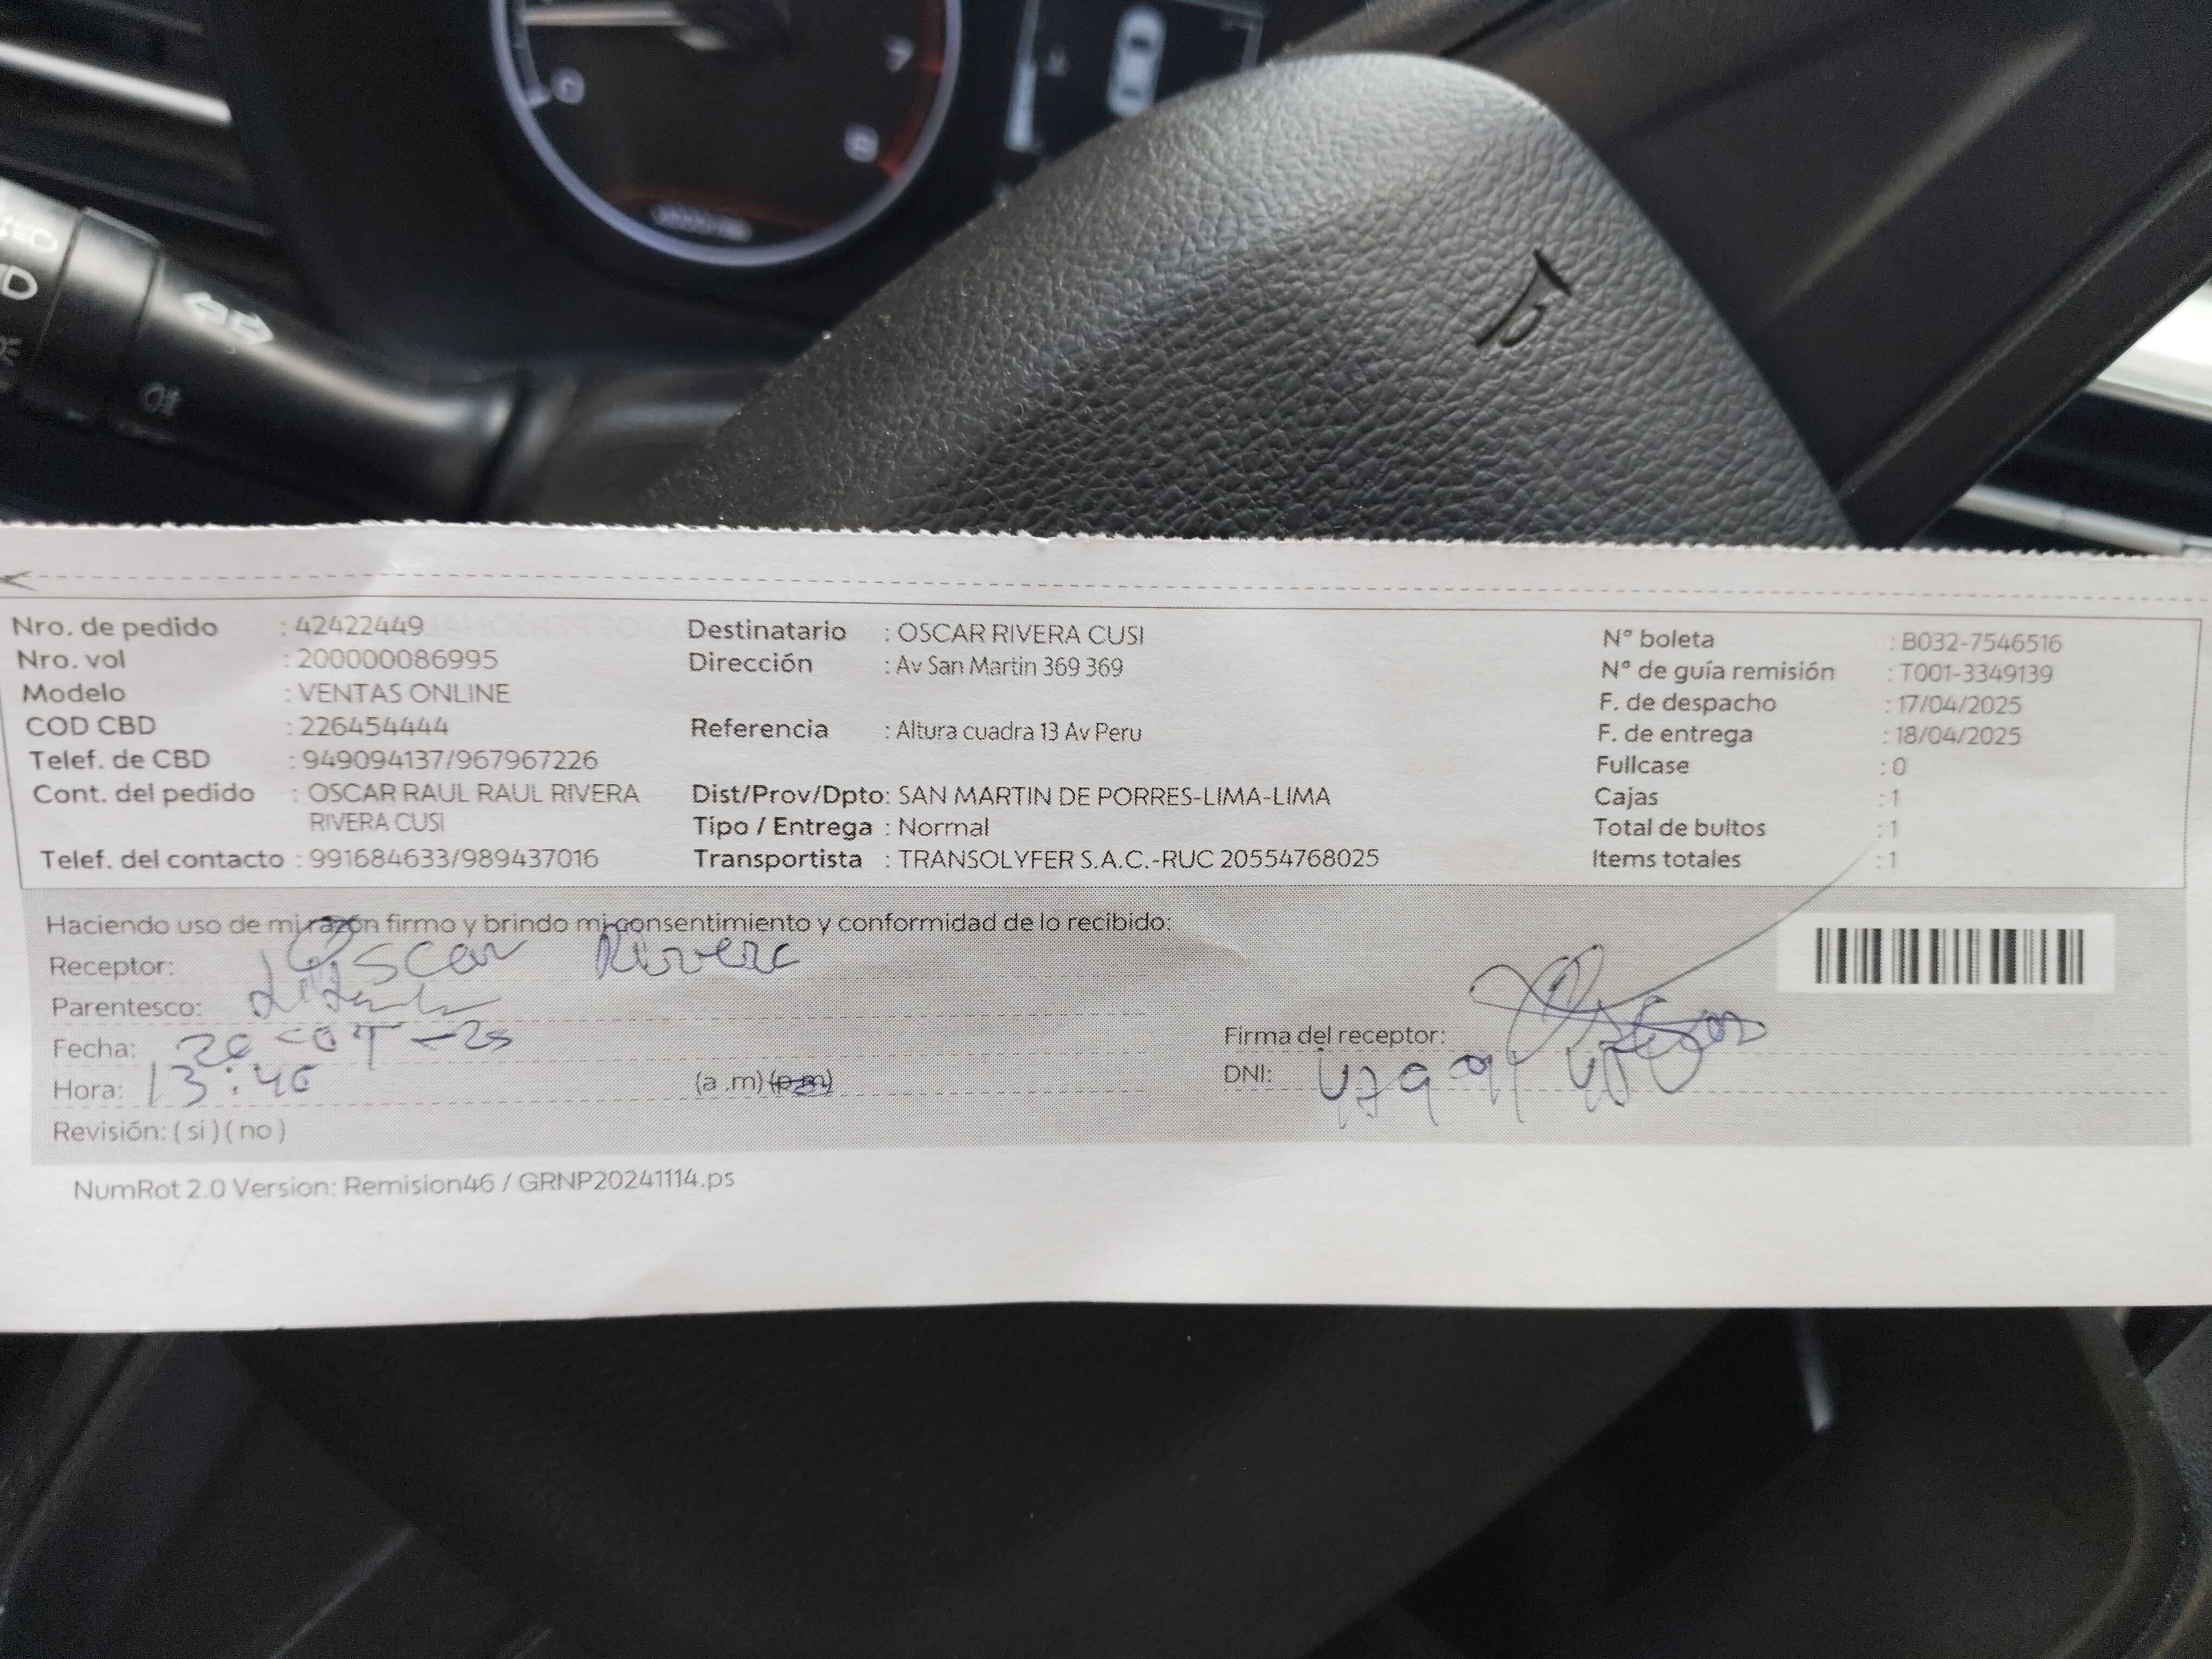 0
7
8
OFF
Nro. de pedido : 42422449
Nro. vol : 200000086995
Modelo : VENTAS ONLINE
COD CBD : 226454444
Telef. de CBD : 949094137/967967226
Cont. del pedido : OSCAR RAUL RAUL RIVERA
RIVERA CUSI
Telef. del contacto : 991684633/989437016
Destinatario : OSCAR RIVERA CUSI
Dirección : Av San Martin 369 369
Referencia : Altura cuadra 13 Av Peru
Dist/Prov/Dpto: SAN MARTIN DE PORRES-LIMA-LIMA
Tipo / Entrega : Normal
Transportista : TRANSOLYFER S.A.C.-RUC 20554768025
N° boleta : B032-7546516
N° de guía remisión : T001-3349139
F. de despacho : 17/04/2025
F. de entrega : 18/04/2025
Fullcase : 0
Cajas : 1
Total de bultos : 1
Items totales : 1
Haciendo uso de mi razón firmo y brindo mi consentimiento y conformidad de lo recibido:
Receptor: Oscar Rivera
Parentesco:
Fecha:
Hora: 13:40 (a.m) (p.m)
Revisión: ( si ) ( no )
Firma del receptor:
DNI:
NumRot 2.0 Version: Remision46 / GRNP20241114.ps